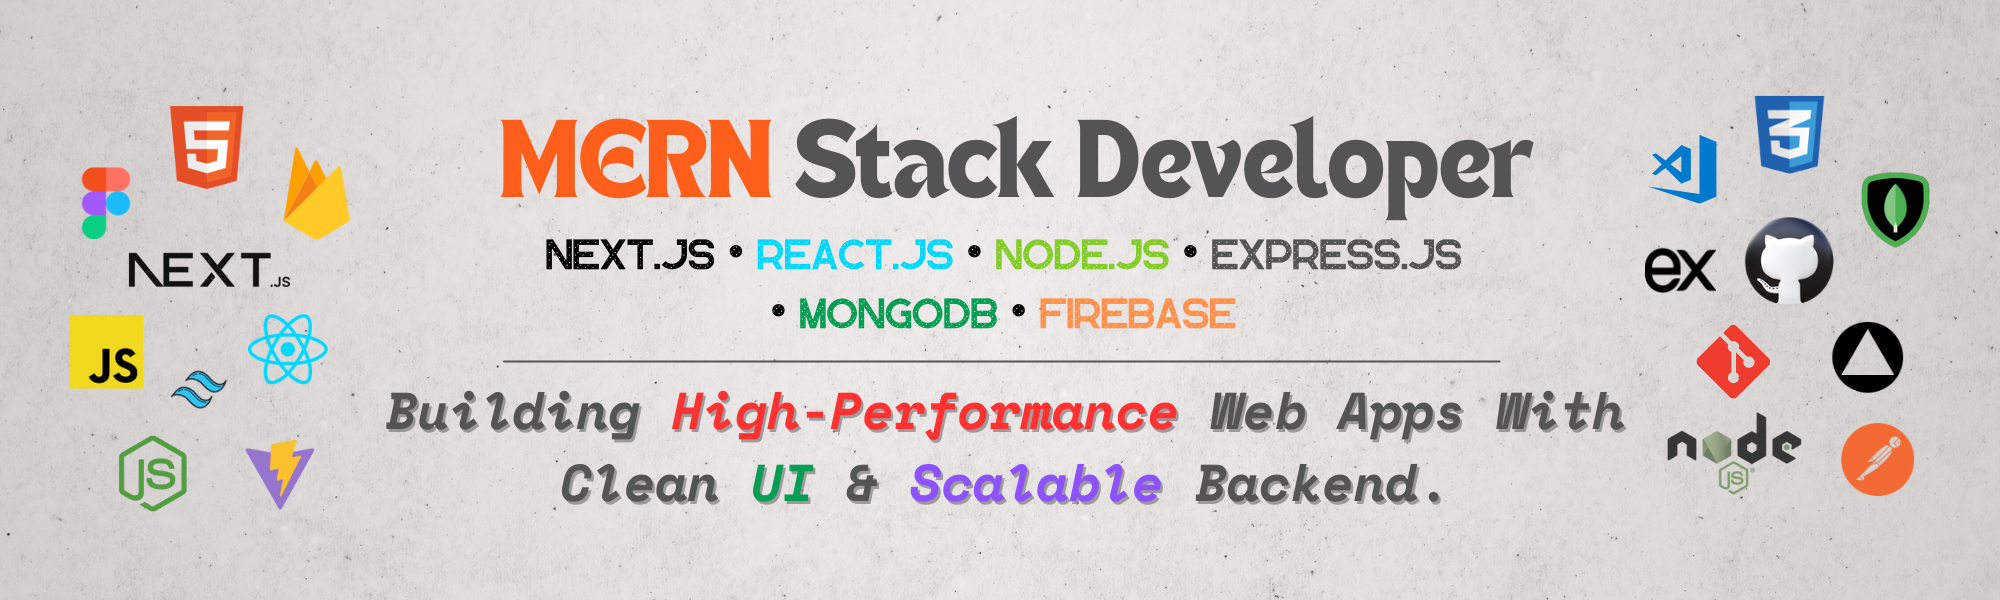 MERN Stack Developer
NEXT.JS • REACT.JS • NODE.JS • EXPRESS.JS
• MONGODB • FIREBASE
Building High-Performance Web Apps With
Clean UI & Scalable Backend.
5
NEXT.JS
JS
JS
3
ex
node
JS